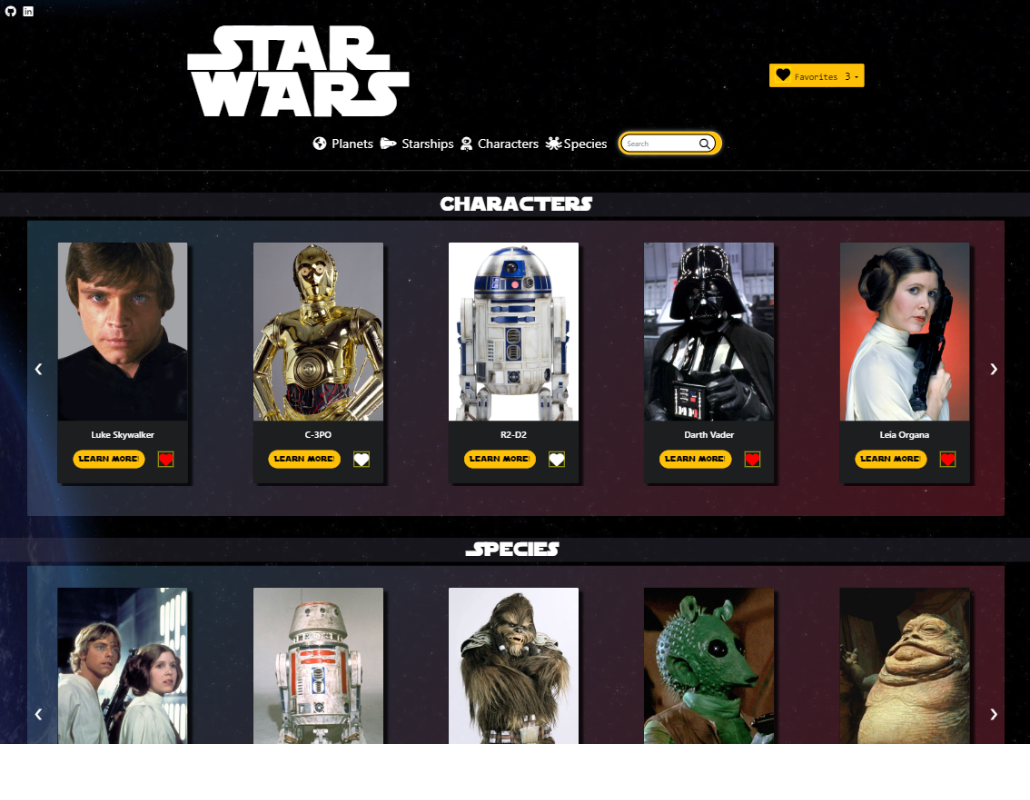 STAR
WARS
Favorites 3
Planets Starships Characters Species Search
CHARACTERS
Luke Skywalker C-3PO R2-D2 Darth Vader Leia Organa
LEARN MORE! LEARN MORE! LEARN MORE! LEARN MORE! LEARN MORE!
SPECIES